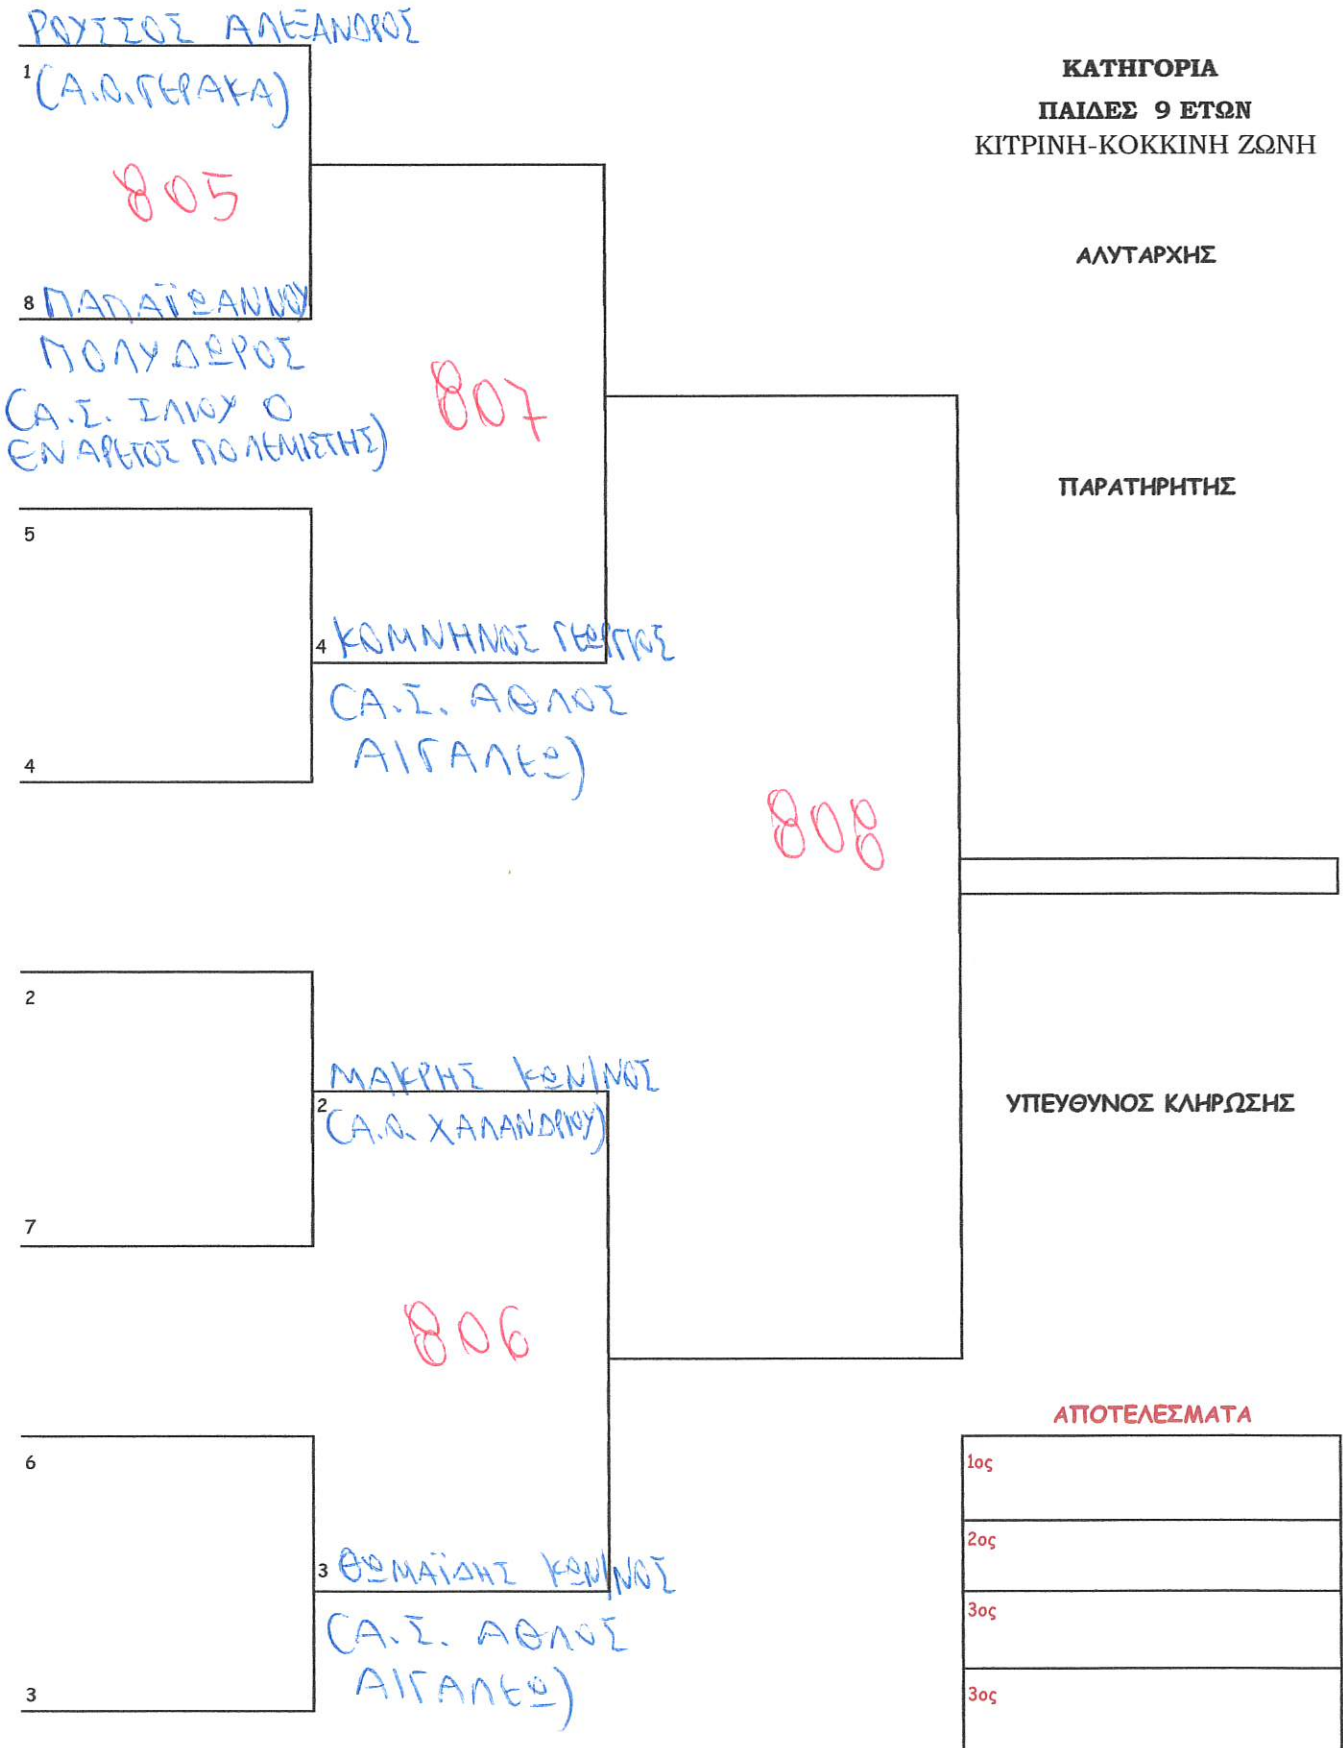 ΡΟΥΣΣΟΣ ΑΛΕΞΑΝΔΡΟΣ
1 (Α.Ο.ΓΕΡΑΚΑ)
805
8 ΠΑΠΑΪΩΑΝΝΟΥ
ΠΟΛΥΔΩΡΟΣ
(Α.Σ. ΙΛΙΟΥ Ο
ΕΝΑΡΕΤΟΣ ΠΟΛΕΜΙΣΤΗΣ)
807
5
4 ΚΟΜΝΗΝΟΣ ΓΕΩΡΓΙΟΣ
(Α.Σ. ΑΘΛΟΣ
ΑΙΓΑΛΕΩ)
4
808
2
ΜΑΚΡΗΣ ΚΩΝ/ΝΟΣ
2 (Α.Ο. ΧΑΛΑΝΔΡΙΟΥ)
7
806
6
3 ΘΩΜΑΪΔΗΣ ΚΩΝ/ΝΟΣ
(Α.Σ. ΑΘΛΟΣ
ΑΙΓΑΛΕΩ)
3
ΚΑΤΗΓΟΡΙΑ
ΠΑΙΔΕΣ 9 ΕΤΩΝ
ΚΙΤΡΙΝΗ-ΚΟΚΚΙΝΗ ΖΩΝΗ
ΑΛΥΤΑΡΧΗΣ
ΠΑΡΑΤΗΡΗΤΗΣ
ΥΠΕΥΘΥΝΟΣ ΚΛΗΡΩΣΗΣ
ΑΠΟΤΕΛΕΣΜΑΤΑ
1ος
2ος
3ος
3ος